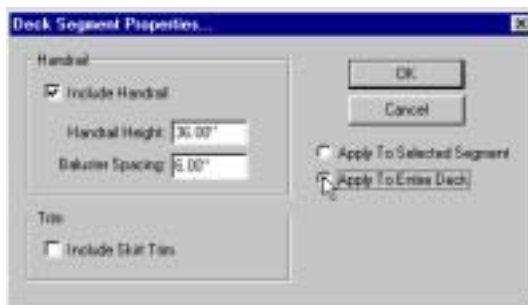 Deck Segment Properties...
Handrail
Include Handrail
Handrail Height: 36.00"
Baluster Spacing: 6.00"
Trim
Include Skirt Trim
OK
Cancel
Apply To Selected Segment
Apply To Entire Deck